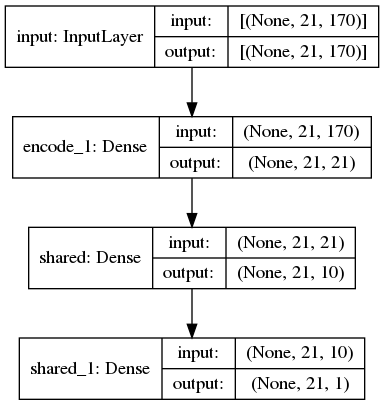 input: InputLayer input: [(None, 21, 170)]
output: [(None, 21, 170)]
encode_1: Dense input: (None, 21, 170)
output: (None, 21, 21)
shared: Dense input: (None, 21, 21)
output: (None, 21, 10)
shared_1: Dense input: (None, 21, 10)
output: (None, 21, 1)